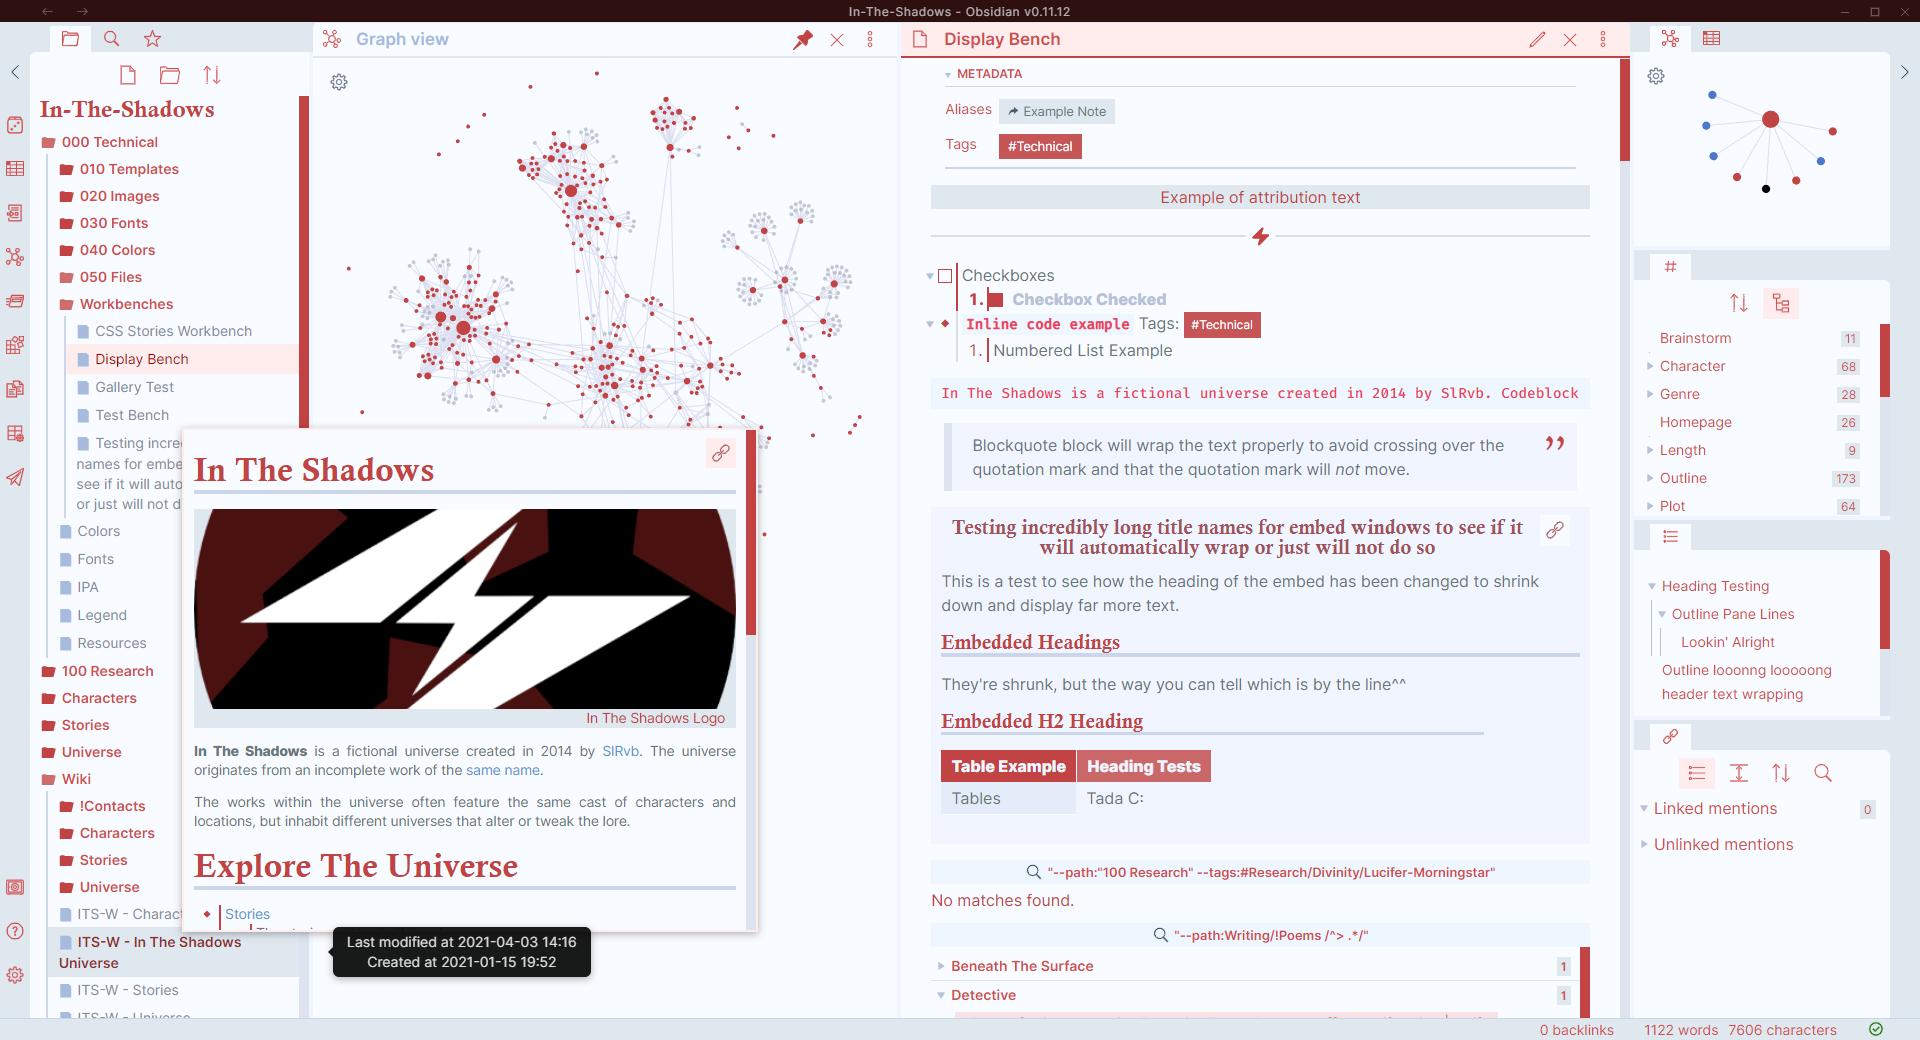 In-The-Shadows - Obsidian v0.11.12
In-The-Shadows
000 Technical
010 Templates
020 Images
030 Fonts
040 Colors
050 Files
Workbenches
CSS Stories Workbench
Display Bench
Gallery Test
Test Bench
Testing incre
names for embe
see if it will auto
or just will not d
Colors
Fonts
IPA
Legend
Resources
100 Research
Characters
Stories
Universe
Wiki
!Contacts
Characters
Stories
Universe
ITS-W - Charact
ITS-W - In The Shadows
Universe
ITS-W - Stories
ITS-W - Universe
Graph view
In The Shadows
In The Shadows Logo
In The Shadows is a fictional universe created in 2014 by SlRvb. The universe
originates from an incomplete work of the same name.
The works within the universe often feature the same cast of characters and
locations, but inhabit different universes that alter or tweak the lore.
Explore The Universe
Stories
Last modified at 2021-04-03 14:16
Created at 2021-01-15 19:52
Display Bench
METADATA
Aliases Example Note
Tags #Technical
Example of attribution text
Checkboxes
1. Checkbox Checked
Inline code example Tags: #Technical
1. Numbered List Example
In The Shadows is a fictional universe created in 2014 by SlRvb. Codeblock
Blockquote block will wrap the text properly to avoid crossing over the
quotation mark and that the quotation mark will not move.
Testing incredibly long title names for embed windows to see if it
will automatically wrap or just will not do so
This is a test to see how the heading of the embed has been changed to shrink
down and display far more text.
Embedded Headings
They're shrunk, but the way you can tell which is by the line^^
Embedded H2 Heading
Table Example Heading Tests
Tables Tada C:
"--path:"100 Research" --tags:#Research/Divinity/Lucifer-Morningstar"
No matches found.
"--path:Writing/!Poems /^> .*/"
Beneath The Surface 1
Detective 1
#
Brainstorm 11
Character 68
Genre 28
Homepage 26
Length 9
Outline 173
Plot 64
Heading Testing
Outline Pane Lines
Lookin' Alright
Outline looonng looooong
header text wrapping
Linked mentions 0
Unlinked mentions
0 backlinks 1122 words 7606 characters